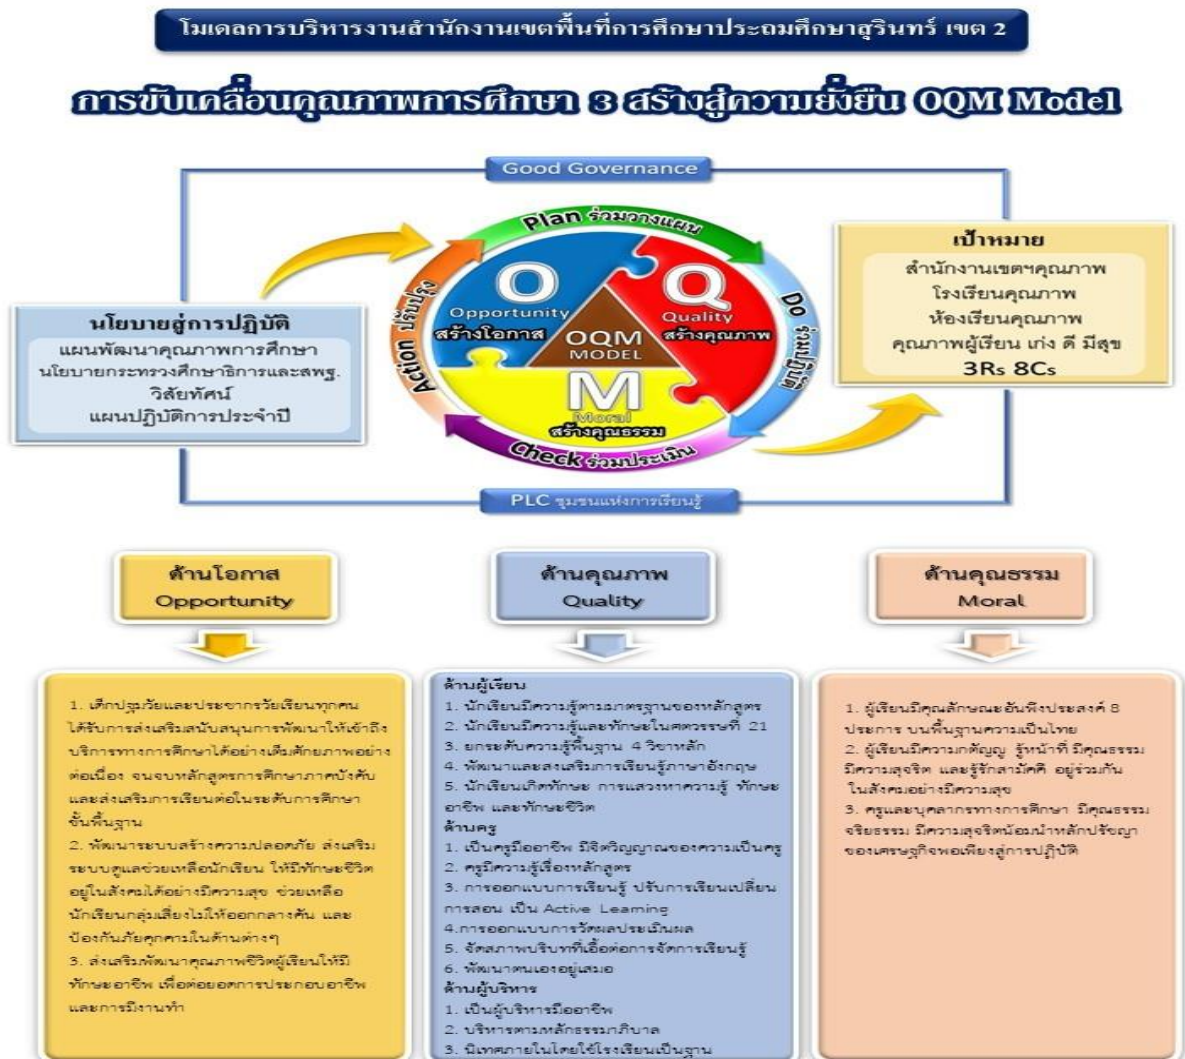 โมเดลการบริหารงานสำนักงานเขตพื้นที่การศึกษาประถมศึกษาสุรินทร์ เขต 2
การขับเคลื่อนคุณภาพการศึกษา 3 สร้างสู่ความยั่งยืน OQM Model
Good Governance
Plan ร่วมวางแผน
Do ร่วมปฏิบัติ
Check ร่วมประเมิน
Action ปรับปรุง
O
Opportunity
สร้างโอกาส
Q
Quality
สร้างคุณภาพ
OQM
MODEL
M
Moral
สร้างคุณธรรม
นโยบายสู่การปฏิบัติ
แผนพัฒนาคุณภาพการศึกษา
นโยบายกระทรวงศึกษาธิการและสพฐ.
วิสัยทัศน์
แผนปฏิบัติการประจำปี
เป้าหมาย
สำนักงานเขตฯคุณภาพ
โรงเรียนคุณภาพ
ห้องเรียนคุณภาพ
คุณภาพผู้เรียน เก่ง ดี มีสุข
3Rs 8Cs
PLC ชุมชนแห่งการเรียนรู้
ด้านโอกาส
Opportunity
1. เด็กปฐมวัยและประชากรวัยเรียนทุกคน
ได้รับการส่งเสริมสนับสนุนการพัฒนาให้เข้าถึง
บริการทางการศึกษาได้อย่างเต็มศักยภาพอย่าง
ต่อเนื่อง จนจบหลักสูตรการศึกษาภาคบังคับ
และส่งเสริมการเรียนต่อในระดับการศึกษา
ขั้นพื้นฐาน
2. พัฒนาระบบสร้างความปลอดภัย ส่งเสริม
ระบบดูแลช่วยเหลือนักเรียน ให้มีทักษะชีวิต
อยู่ในสังคมได้อย่างมีความสุข ช่วยเหลือ
นักเรียนกลุ่มเสี่ยงไม่ให้ออกกลางคัน และ
ป้องกันภัยคุกคามในด้านต่างๆ
3. ส่งเสริมพัฒนาคุณภาพชีวิตผู้เรียนให้มี
ทักษะอาชีพ เพื่อต่อยอดการประกอบอาชีพ
และการมีงานทำ
ด้านคุณภาพ
Quality
ด้านผู้เรียน
1. นักเรียนมีความรู้ตามมาตรฐานของหลักสูตร
2. นักเรียนมีความรู้และทักษะในศตวรรษที่ 21
3. ยกระดับความรู้พื้นฐาน 4 วิชาหลัก
4. พัฒนาและส่งเสริมการเรียนรู้ภาษาอังกฤษ
5. นักเรียนเกิดทักษะ การแสวงหาความรู้ ทักษะ
อาชีพ และทักษะชีวิต
ด้านครู
1. เป็นครูมืออาชีพ มีจิตวิญญาณของความเป็นครู
2. ครูมีความรู้เรื่องหลักสูตร
3. การออกแบบการเรียนรู้ ปรับการเรียนเปลี่ยน
การสอน เป็น Active Learning
4.การออกแบบการวัดผลประเมินผล
5. จัดสภาพบริบทที่เอื้อต่อการจัดการเรียนรู้
6. พัฒนาตนเองอยู่เสมอ
ด้านผู้บริหาร
1. เป็นผู้บริหารมืออาชีพ
2. บริหารตามหลักธรรมาภิบาล
3. นิเทศภายในโดยใช้โรงเรียนเป็นฐาน
ด้านคุณธรรม
Moral
1. ผู้เรียนมีคุณลักษณะอันพึงประสงค์ 8
ประการ บนพื้นฐานความเป็นไทย
2. ผู้เรียนมีความกตัญญู รู้หน้าที่ มีคุณธรรม
มีความสุจริต และรู้รักสามัคคี อยู่ร่วมกัน
ในสังคมอย่างมีความสุข
3. ครูและบุคลากรทางการศึกษา มีคุณธรรม
จริยธรรม มีความสุจริตน้อมนำหลักปรัชญา
ของเศรษฐกิจพอเพียงสู่การปฏิบัติ